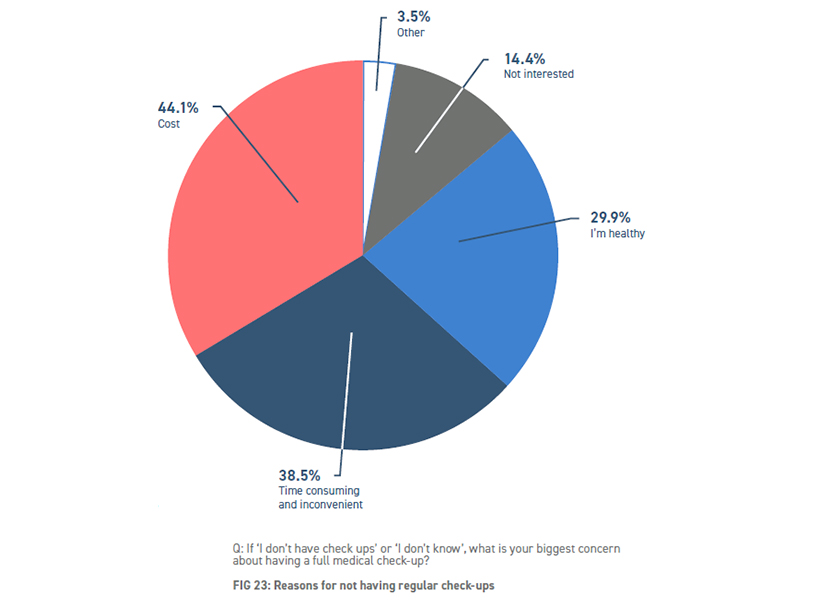 3.5%
Other
14.4%
Not interested
44.1%
Cost
29.9%
I'm healthy
38.5%
Time consuming
and inconvenient
Q: If 'I don't have check ups' or 'I don't know', what is your biggest concern
about having a full medical check-up?
FIG 23: Reasons for not having regular check-ups